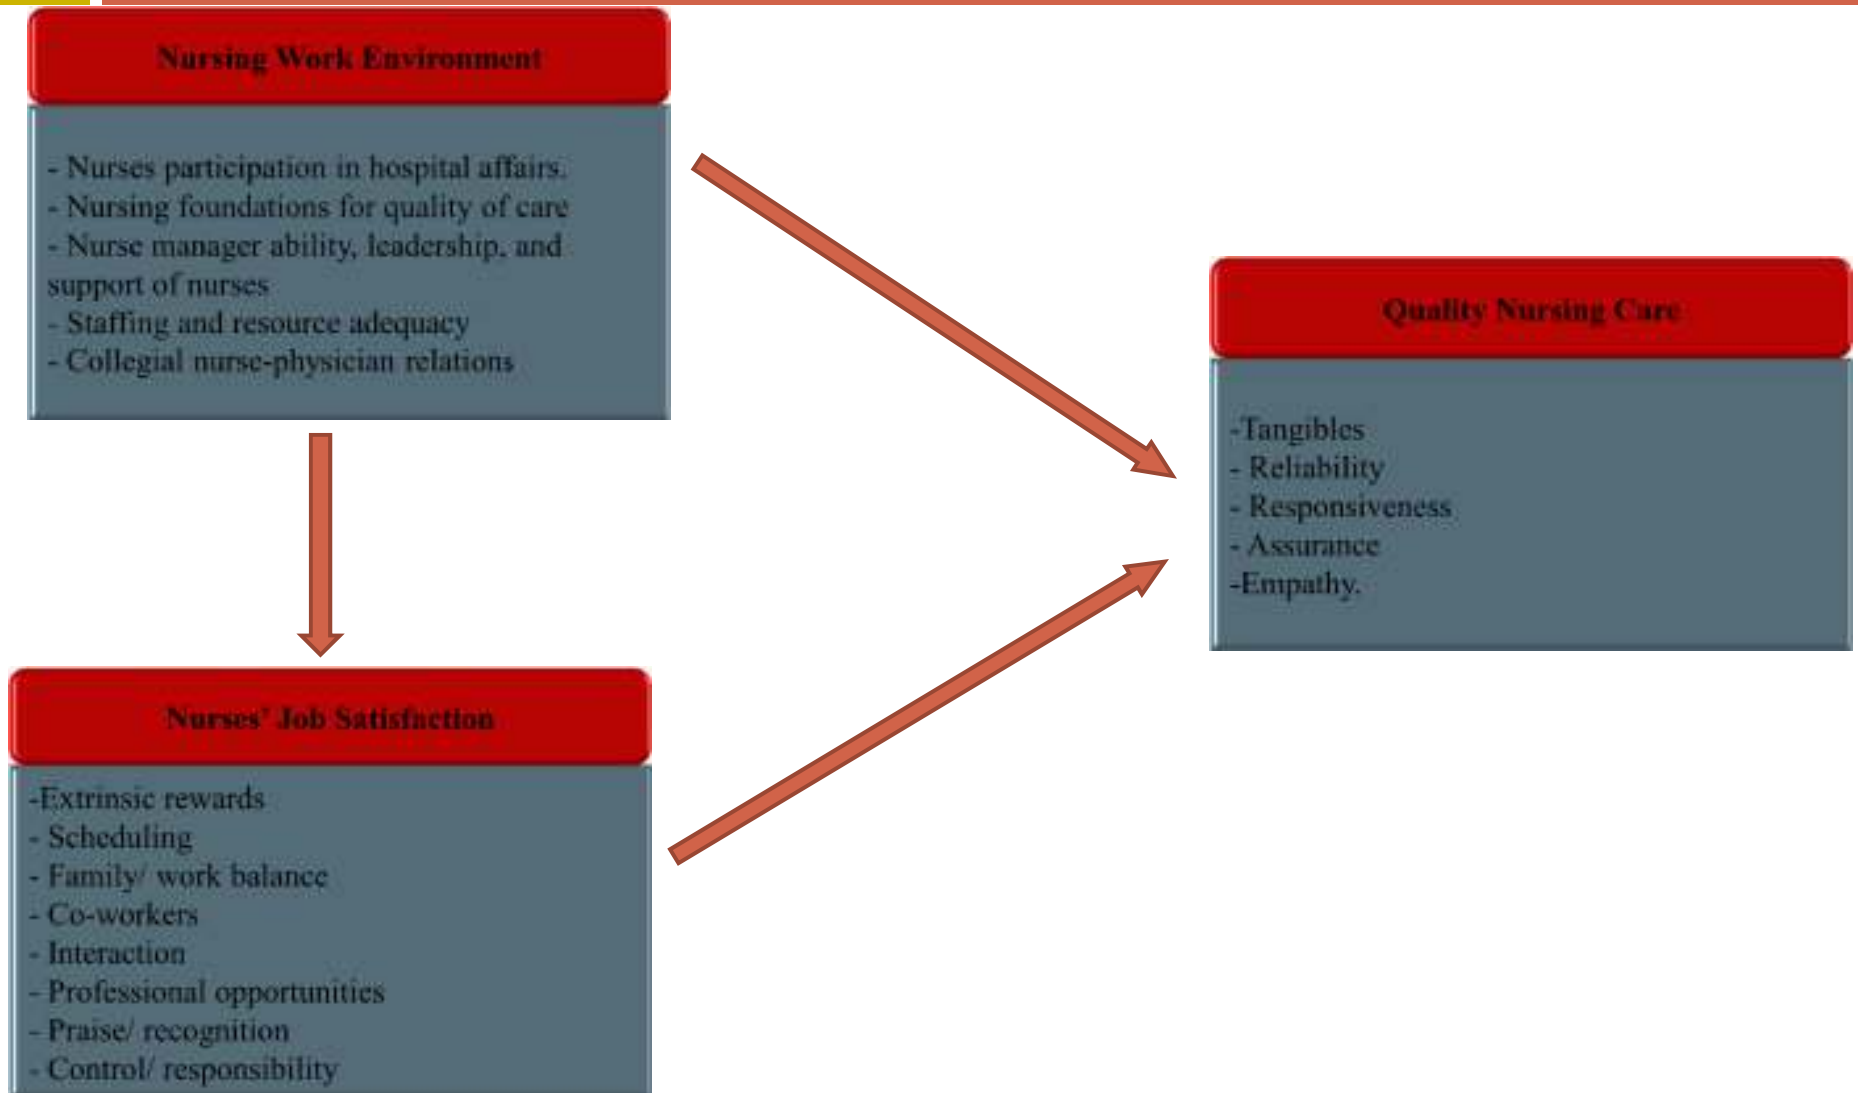 Nursing Work Environment
- Nurses participation in hospital affairs.
- Nursing foundations for quality of care
- Nurse manager ability, leadership, and
support of nurses
- Staffing and resource adequacy
- Collegial nurse-physician relations
Quality Nursing Care
-Tangibles
- Reliability
- Responsiveness
- Assurance
-Empathy.
Nurses' Job Satisfaction
-Extrinsic rewards
- Scheduling
- Family/ work balance
- Co-workers
- Interaction
- Professional opportunities
- Praise/ recognition
- Control/ responsibility